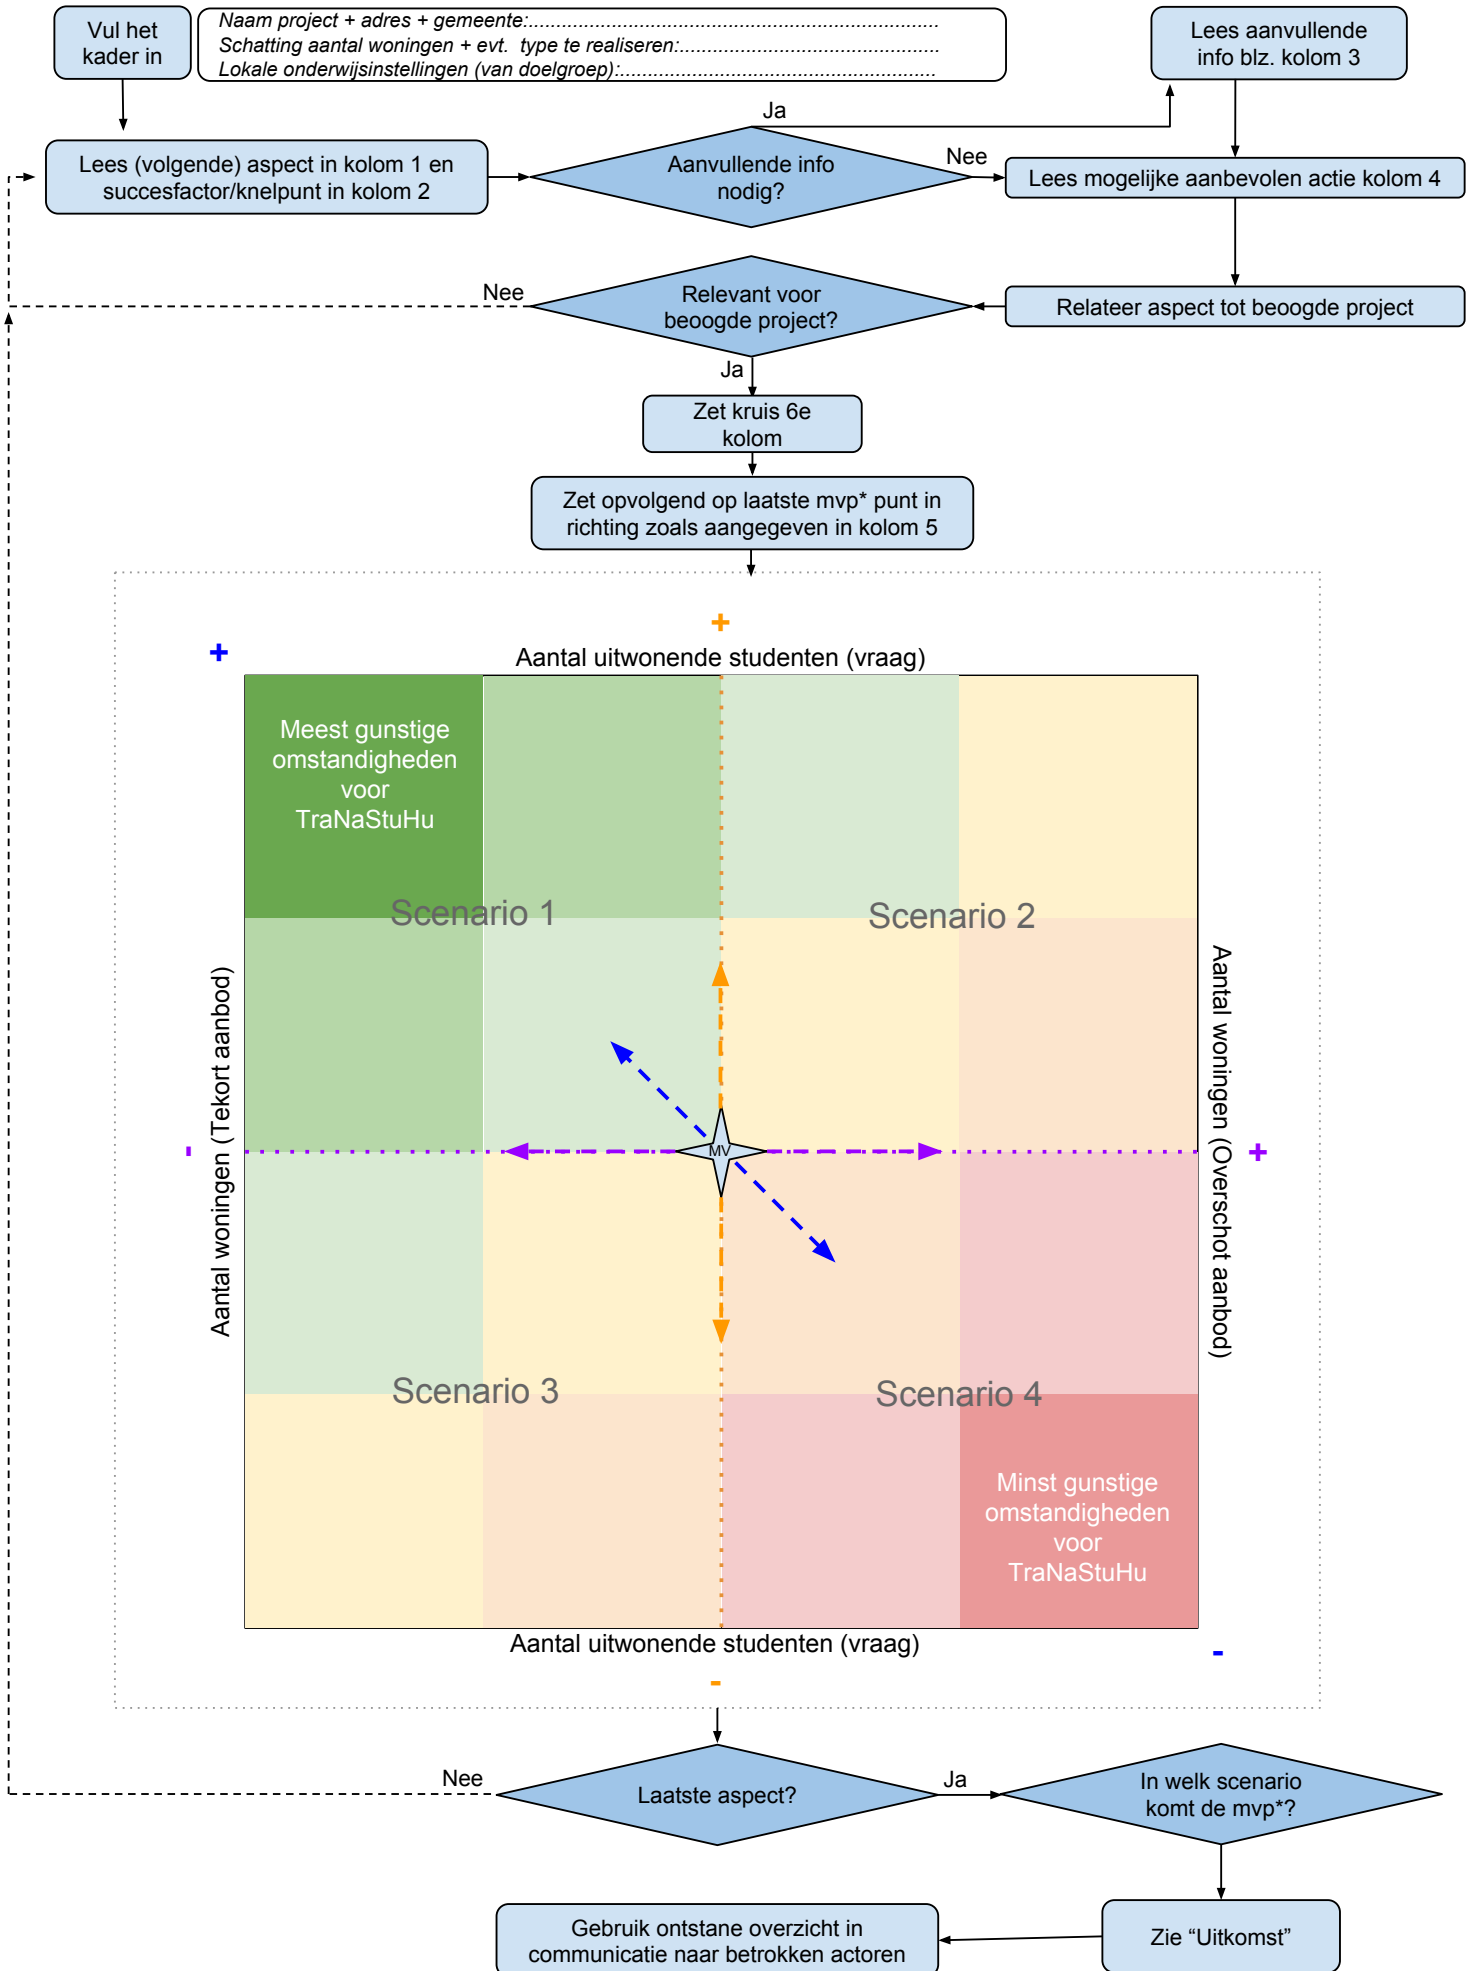 Vul het
kader in
Naam project + adres + gemeente:...........................................................................
Schatting aantal woningen + evt. type te realiseren:...............................................
Lokale onderwijsinstellingen (van doelgroep):..........................................................
Lees aanvullende
info blz. kolom 3
Ja
Lees (volgende) aspect in kolom 1 en
succesfactor/knelpunt in kolom 2
Aanvullende info
nodig?
Nee
Lees mogelijke aanbevolen actie kolom 4
Nee
Relevant voor
beoogde project?
Relateer aspect tot beoogde project
Ja
Zet kruis 6e
kolom
Zet opvolgend op laatste mvp* punt in
richting zoals aangegeven in kolom 5
+
+
Aantal uitwonende studenten (vraag)
Meest gunstige
omstandigheden
voor
TraNaStuHu
Scenario 1
Scenario 2
Aantal woningen (Tekort aanbod)
Aantal woningen (Overschot aanbod)
-
MV
+
Scenario 3
Scenario 4
Minst gunstige
omstandigheden
voor
TraNaStuHu
Aantal uitwonende studenten (vraag)
-
-
Nee
Laatste aspect?
Ja
In welk scenario
komt de mvp*?
Gebruik ontstane overzicht in
communicatie naar betrokken actoren
Zie “Uitkomst”